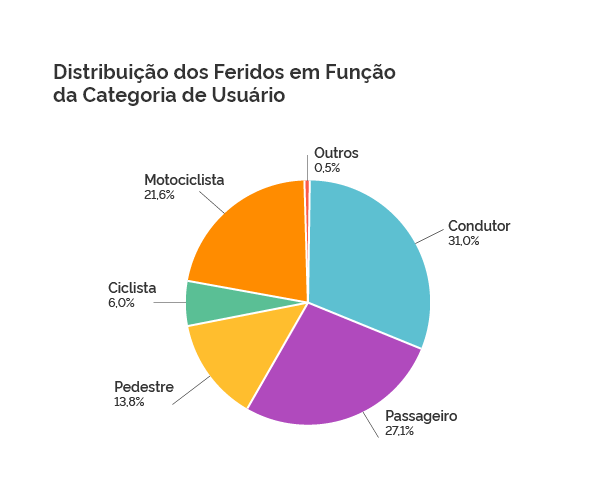 Distribuição dos Feridos em Função
da Categoria de Usuário
Outros
0,5%
Motociclista
21,6%
Condutor
31,0%
Ciclista
6,0%
Pedestre
13,8%
Passageiro
27,1%